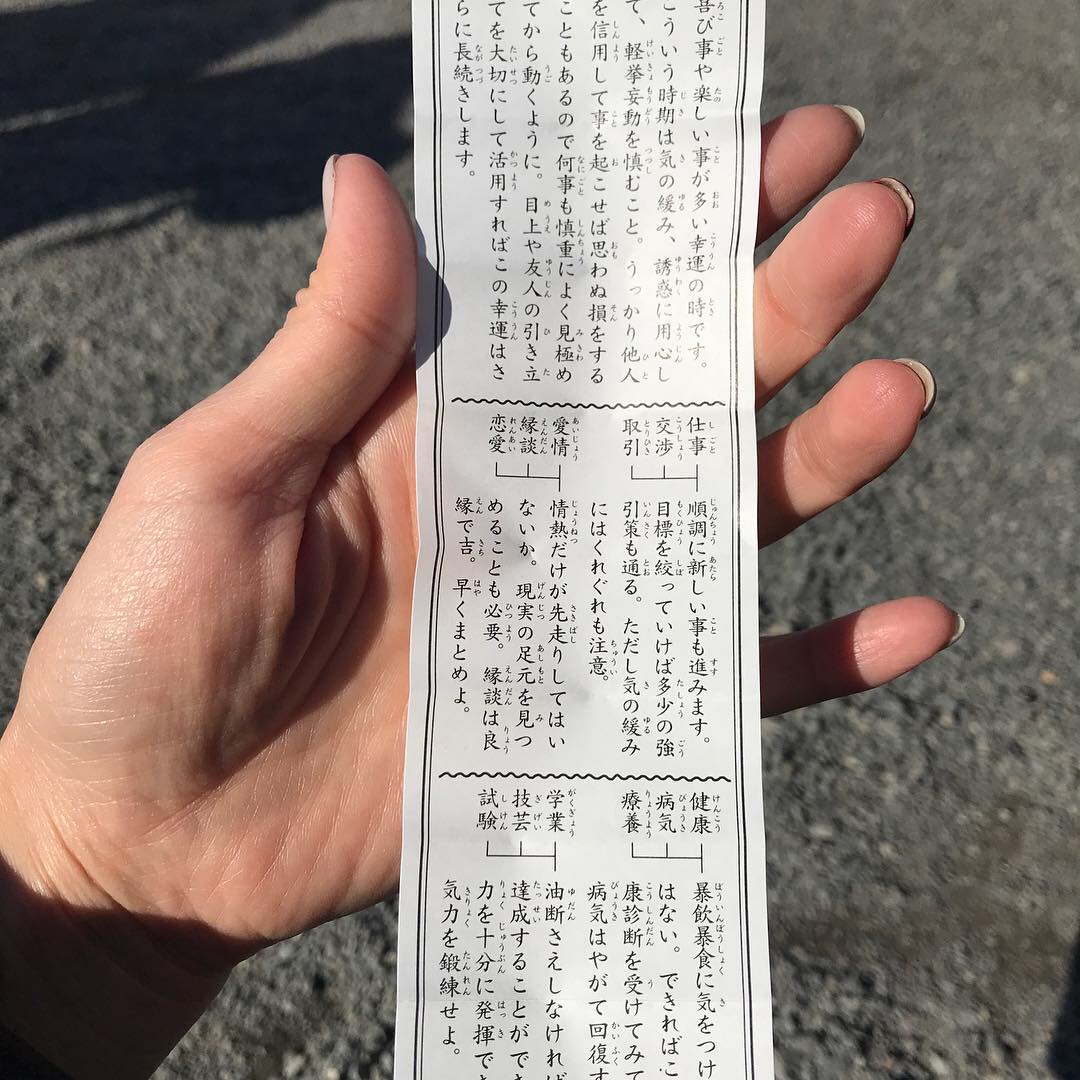 喜び事や楽しい事が多い幸運の時です。
こういう時期は気の緩み、誘惑に用心し
て、軽挙妄動を慎むこと。うっかり他人
を信用して事を起こせば思わぬ損をする
こともあるので何事も慎重によく見極め
てから動くように。目上や友人の引き立
てを大切にして活用すればこの幸運はさ
らに長続きします。
仕事
交渉
取引
順調に新しい事も進みます。
目標を絞っていけば多少の強
引策も通る。ただし気の緩み
にはくれぐれも注意。
愛情
縁談
恋愛
情熱だけが先走りしてはい
ないか。現実の足元を見つ
めることも必要。縁談は良
縁で吉。早くまとめよ。
健康
病気
療養
暴飲暴食に気をつけ
はない。できればこ
康診断を受けてみて
病気はやがて回復す
学業
技芸
試験
油断さえしなければ
達成することができ
力を十分に発揮でき
気力を鍛練せよ。